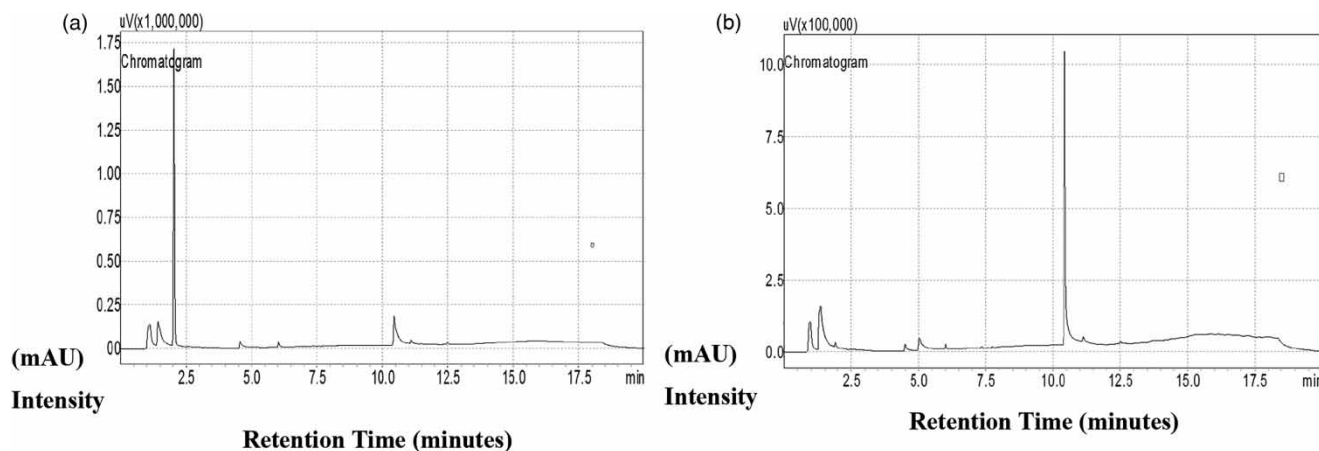 (a)
uV(x1,000,000)
Chromatogram
1.75
1.50
1.25
1.00
0.75
0.50
0.25
0.00
2.5 5.0 7.5 10.0 12.5 15.0 17.5 min
(mAU)
Intensity
Retention Time (minutes)
(b)
uV(x100,000)
Chromatogram
10.0
7.5
5.0
2.5
0.0
2.5 5.0 7.5 10.0 12.5 15.0 17.5 min
(mAU)
Intensity
Retention Time (minutes)